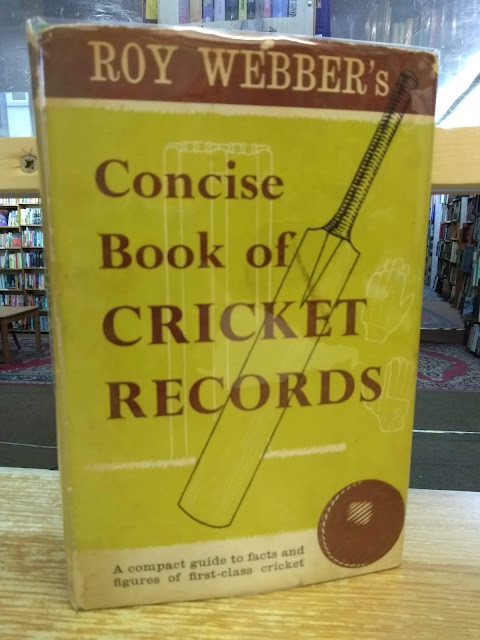 ROY WEBBER's
Concise
Book of
CRICKET
RECORDS
A compact guide to facts and
figures of first-class cricket